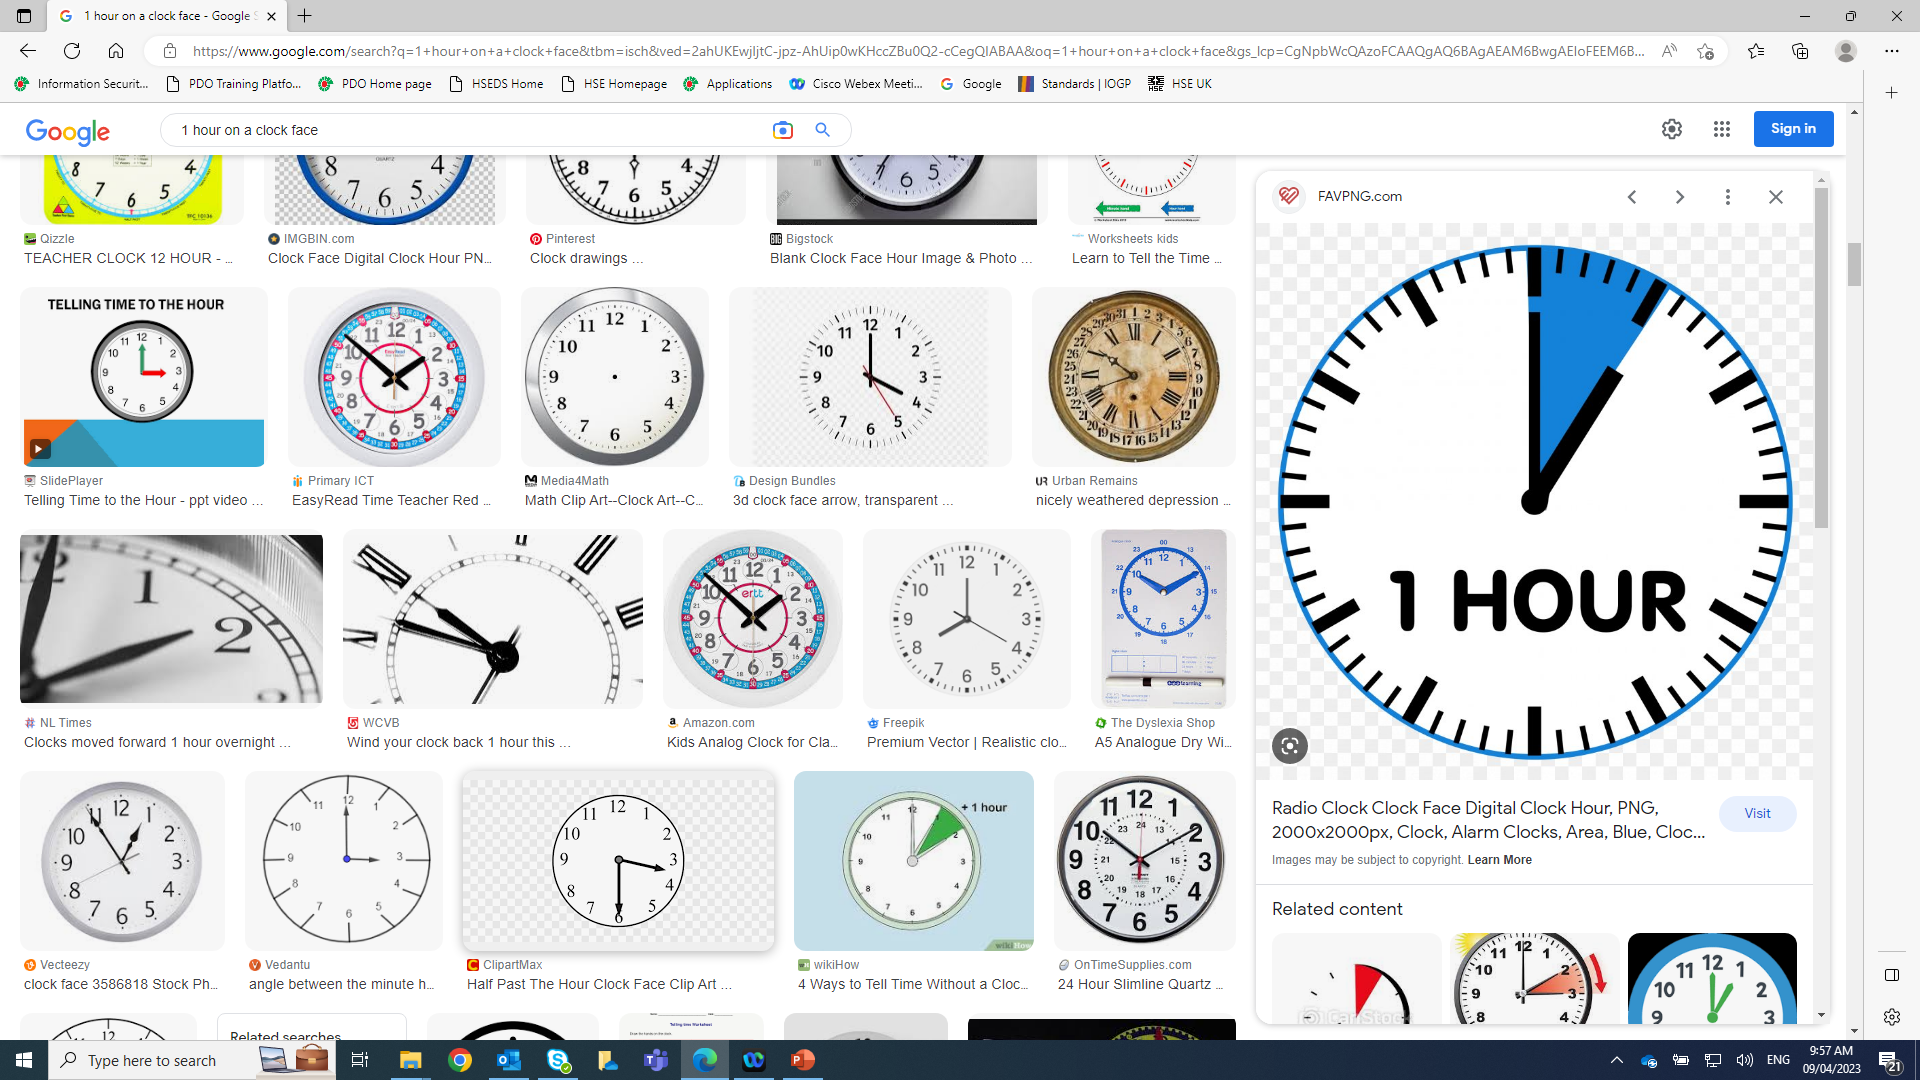 1 hour on a clock face - Google S
https://www.google.com/search?q=1+hour+on+a+clock+face&tbm=isch&ved=2ahUKEwjljtC-jpz-AhUip0wKHccZBu0Q2-cCegQIABAA&oq=1+hour+on+a+clock+face&gs_lcp=CgNpbWcQAzoFCAAQgAQ6BAgAEAM6BwgAEIoFEEM6B...
Information Securit...
PDO Training Platfo...
PDO Home page
HSEDS Home
HSE Homepage
Applications
Cisco Webex Meeti...
Google
Standards | IOGP
HSE UK
Google
1 hour on a clock face
Sign in
Qizzle
TEACHER CLOCK 12 HOUR - ...
IMGBIN.com
Clock Face Digital Clock Hour PN...
Pinterest
Clock drawings ...
Bigstock
Blank Clock Face Hour Image & Photo ...
Worksheets kids
Learn to Tell the Time ...
TELLING TIME TO THE HOUR
SlidePlayer
Telling Time to the Hour - ppt video ...
Primary ICT
EasyRead Time Teacher Red ...
Media4Math
Math Clip Art--Clock Art--C...
Design Bundles
3d clock face arrow, transparent ...
Urban Remains
nicely weathered depression ...
NL Times
Clocks moved forward 1 hour overnight ...
WCVB
Wind your clock back 1 hour this ...
ertt
Amazon.com
Kids Analog Clock for Cla...
Freepik
Premium Vector | Realistic clo...
The Dyslexia Shop
A5 Analogue Dry Wi...
Vecteezy
clock face 3586818 Stock Ph...
Vedantu
angle between the minute h...
ClipartMax
Half Past The Hour Clock Face Clip Art ...
+ 1 hour
wikiHow
wikiHow
4 Ways to Tell Time Without a Cloc...
OnTimeSupplies.com
24 Hour Slimline Quartz ...
Related searches
FAVPNG.com
1 HOUR
Radio Clock Clock Face Digital Clock Hour, PNG,
2000x2000px, Clock, Alarm Clocks, Area, Blue, Cloc...
Visit
Images may be subject to copyright. Learn More
Related content
Type here to search
ENG
9:57 AM
09/04/2023
21